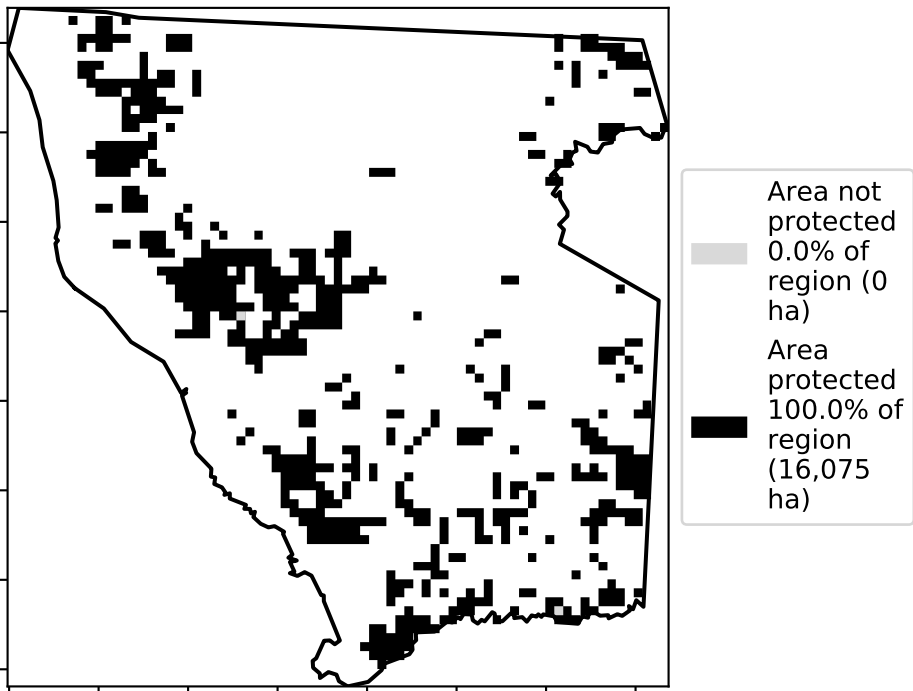 Area not
protected
0.0% of
region (0
ha)
Area
protected
100.0% of
region
(16,075
ha)